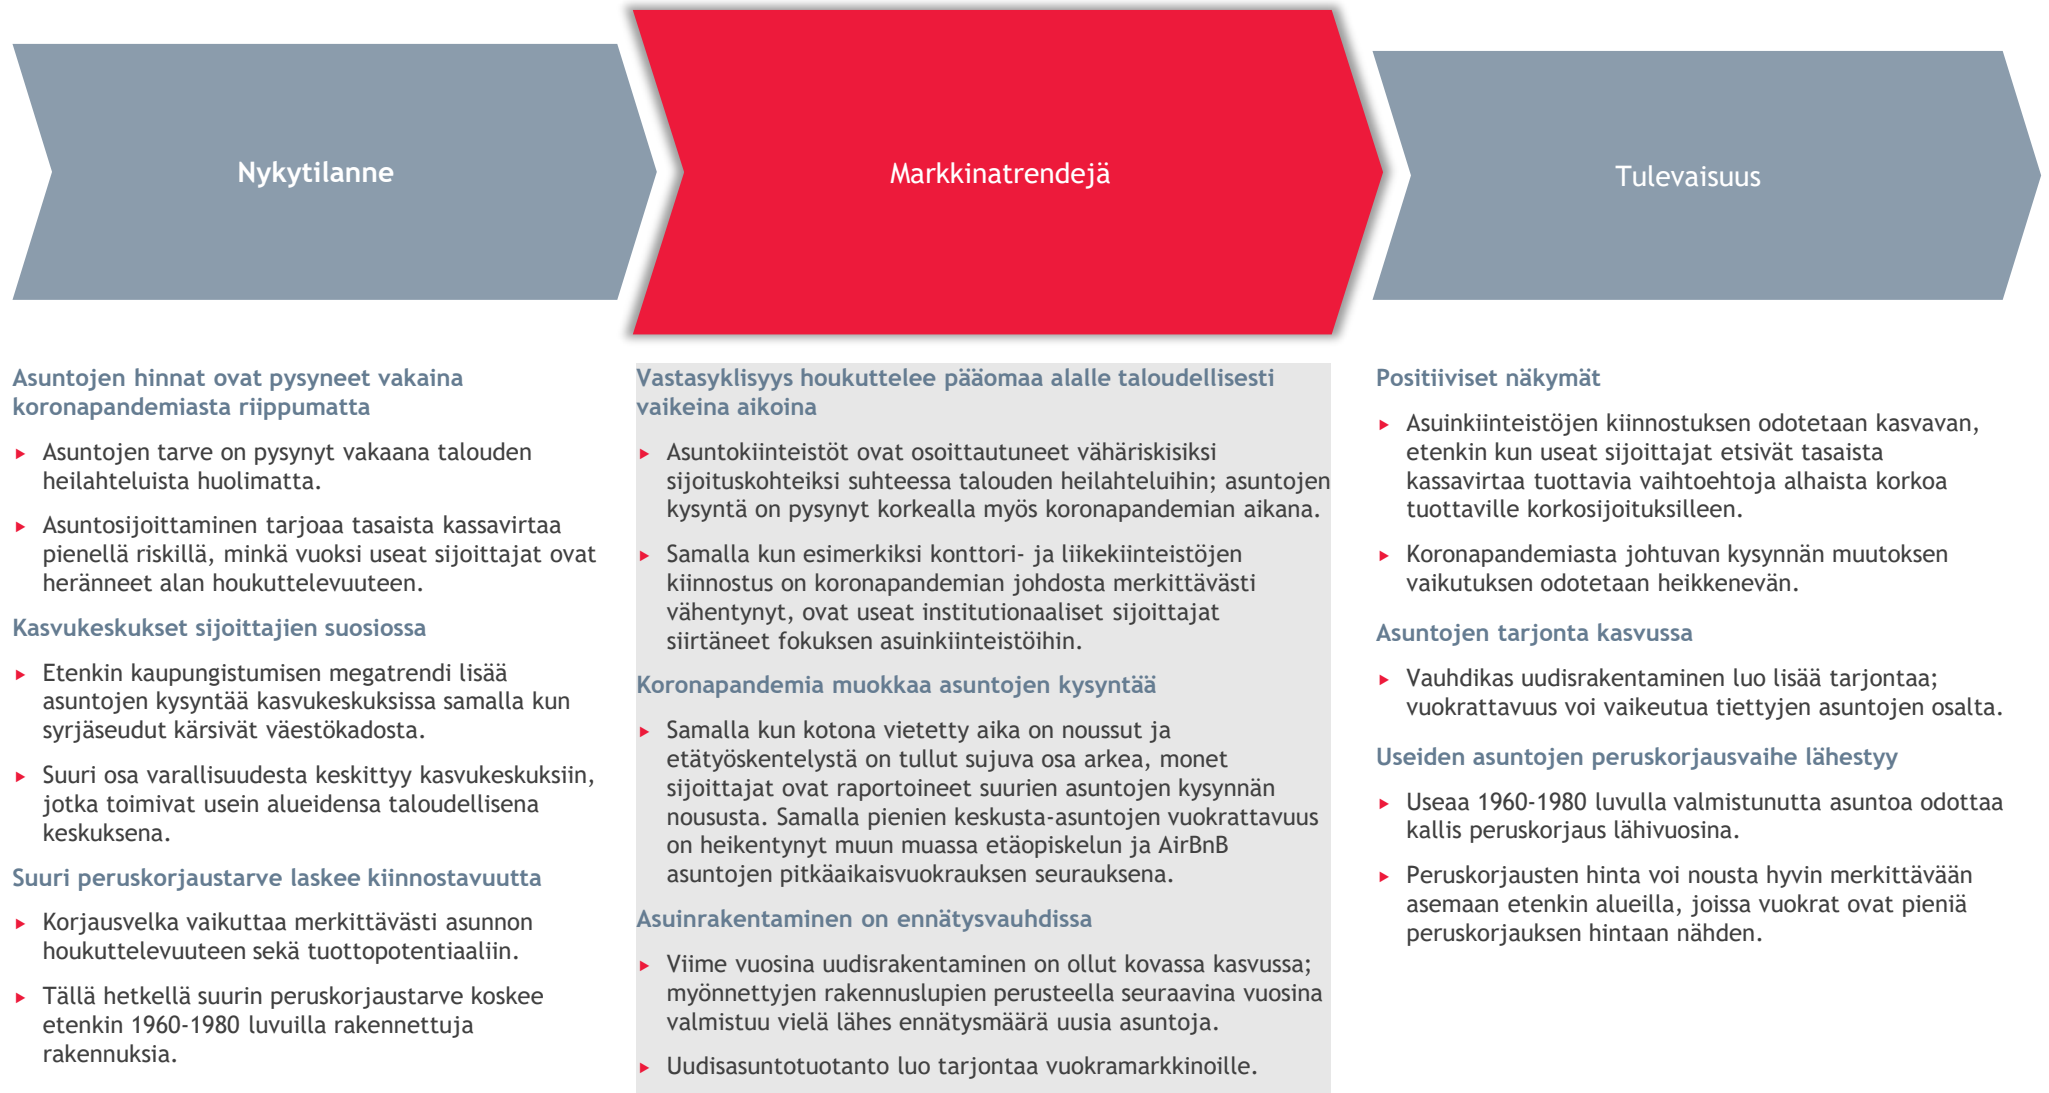 Nykytilanne
Markkinatrendejä
Tulevaisuus
Asuntojen hinnat ovat pysyneet vakaina
koronapandemiasta riippumatta
Asuntojen tarve on pysynyt vakaana talouden
heilahteluista huolimatta.
Asuntosijoittaminen tarjoaa tasaista kassavirtaa
pienellä riskillä, minkä vuoksi useat sijoittajat ovat
heränneet alan houkuttelevuuteen.
Kasvukeskukset sijoittajien suosiossa
Etenkin kaupungistumisen megatrendi lisää
asuntojen kysyntää kasvukeskuksissa samalla kun
syrjäseudut kärsivät väestökadosta.
Suuri osa varallisuudesta keskittyy kasvukeskuksiin,
jotka toimivat usein alueidensa taloudellisena
keskuksena.
Suuri peruskorjaustarve laskee kiinnostavuutta
Korjausvelka vaikuttaa merkittävästi asunnon
houkuttelevuuteen sekä tuottopotentiaaliin.
Tällä hetkellä suurin peruskorjaustarve koskee
etenkin 1960-1980 luvuilla rakennettuja
rakennuksia.
Vastasyklisyys houkuttelee pääomaa alalle taloudellisesti
vaikeina aikoina
Asuntokiinteistöt ovat osoittautuneet vähäriskisiksi
sijoituskohteiksi suhteessa talouden heilahteluihin; asuntojen
kysyntä on pysynyt korkealla myös koronapandemian aikana.
Samalla kun esimerkiksi konttori- ja liikekiinteistöjen
kiinnostus on koronapandemian johdosta merkittävästi
vähentynyt, ovat useat institutionaaliset sijoittajat
siirtäneet fokuksen asuinkiinteistöihin.
Koronapandemia muokkaa asuntojen kysyntää
Samalla kun kotona vietetty aika on noussut ja
etätyöskentelystä on tullut sujuva osa arkea, monet
sijoittajat ovat raportoineet suurien asuntojen kysynnän
noususta. Samalla pienien keskusta-asuntojen vuokrattavuus
on heikentynyt muun muassa etäopiskelun ja AirBnB
asuntojen pitkäaikaisvuokrauksen seurauksena.
Asuinrakentaminen on ennätysvauhdissa
Viime vuosina uudisrakentaminen on ollut kovassa kasvussa;
myönnettyjen rakennuslupien perusteella seuraavina vuosina
valmistuu vielä lähes ennätysmäärä uusia asuntoja.
Uudisasuntotuotanto luo tarjontaa vuokramarkkinoille.
Positiiviset näkymät
Asuinkiinteistöjen kiinnostuksen odotetaan kasvavan,
etenkin kun useat sijoittajat etsivät tasaista
kassavirtaa tuottavia vaihtoehtoja alhaista korkoa
tuottaville korkosijoituksilleen.
Koronapandemiasta johtuvan kysynnän muutoksen
vaikutuksen odotetaan heikkenevän.
Asuntojen tarjonta kasvussa
Vauhdikas uudisrakentaminen luo lisää tarjontaa;
vuokrattavuus voi vaikeutua tiettyjen asuntojen osalta.
Useiden asuntojen peruskorjausvaihe lähestyy
Useaa 1960-1980 luvulla valmistunutta asuntoa odottaa
kallis peruskorjaus lähivuosina.
Peruskorjausten hinta voi nousta hyvin merkittävään
asemaan etenkin alueilla, joissa vuokrat ovat pieniä
peruskorjauksen hintaan nähden.